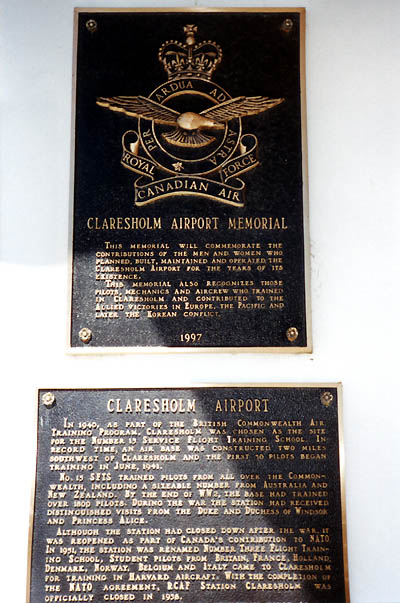 PER ARDUA AD ASTRA
ROYAL CANADIAN AIR FORCE
CLARESHOLM AIRPORT MEMORIAL
THIS MEMORIAL WILL COMMEMORATE THE
CONTRIBUTIONS OF THE MEN AND WOMEN WHO
PLANNED, BUILT, MAINTAINED AND OPERATED THE
CLARESHOLM AIRPORT FOR THE YEARS OF ITS
EXISTENCE.
THIS MEMORIAL ALSO RECOGNIZES THOSE
PILOTS, MECHANICS AND AIRCREW WHO TRAINED
IN CLARESHOLM AND CONTRIBUTED TO THE
ALLIED VICTORIES IN EUROPE, THE PACIFIC AND
LATER THE KOREAN CONFLICT.
1997
CLARESHOLM AIRPORT
IN 1940, AS PART OF THE BRITISH COMMONWEALTH AIR
TRAINING PROGRAM, CLARESHOLM WAS CHOSEN AS THE SITE
FOR THE NUMBER 15 SERVICE FLIGHT TRAINING SCHOOL. IN
RECORD TIME, AN AIR BASE WAS CONSTRUCTED TWO MILES
SOUTHWEST OF CLARESHOLM AND THE FIRST 50 PILOTS BEGAN
TRAINING IN JUNE, 1941.
NO. 15 SFTS TRAINED PILOTS FROM ALL OVER THE COMMON-
WEALTH, INCLUDING A SIZEABLE NUMBER FROM AUSTRALIA AND
NEW ZEALAND. BY THE END OF WW2, THE BASE HAD TRAINED
OVER 1800 PILOTS. DURING THE WAR THE STATION HAD RECEIVED
DISTINGUISHED VISITS FROM THE DUKE AND DUCHESS OF WINDSOR
AND PRINCESS ALICE.
ALTHOUGH THE STATION HAD CLOSED DOWN AFTER THE WAR, IT
WAS REOPENED AS PART OF CANADA'S CONTRIBUTION TO NATO.
IN 1951, THE STATION WAS RENAMED NUMBER THREE FLIGHT TRAIN-
ING SCHOOL. STUDENT PILOTS FROM BRITAIN, FRANCE, HOLLAND,
DENMARK, NORWAY, BELGIUM AND ITALY CAME TO CLARESHOLM
FOR TRAINING IN HARVARD AIRCRAFT. WITH THE COMPLETION OF
THE NATO AGREEMENT, RCAF STATION CLARESHOLM WAS
OFFICIALLY CLOSED IN 1958.